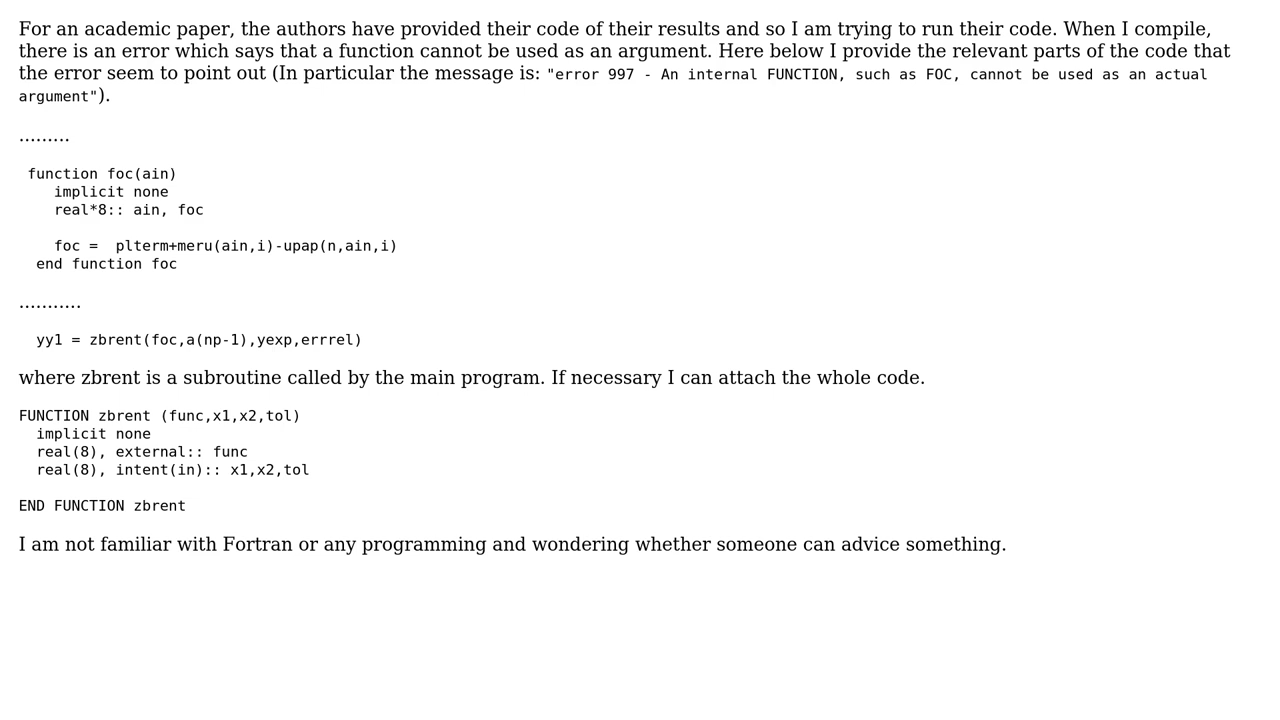 For an academic paper, the authors have provided their code of their results and so I am trying to run their code. When I compile,
there is an error which says that a function cannot be used as an argument. Here below I provide the relevant parts of the code that
the error seem to point out (In particular the message is: "error 997 - An internal FUNCTION, such as FOC, cannot be used as an actual
argument").
.........
function foc(ain)
implicit none
real*8:: ain, foc
foc =  plterm+meru(ain,i)-upap(n,ain,i)
end function foc
...........
yy1 = zbrent(foc,a(np-1),yexp,errrel)
where zbrent is a subroutine called by the main program. If necessary I can attach the whole code.
FUNCTION zbrent (func,x1,x2,tol)
implicit none
real(8), external:: func
real(8), intent(in):: x1,x2,tol
END FUNCTION zbrent
I am not familiar with Fortran or any programming and wondering whether someone can advice something.